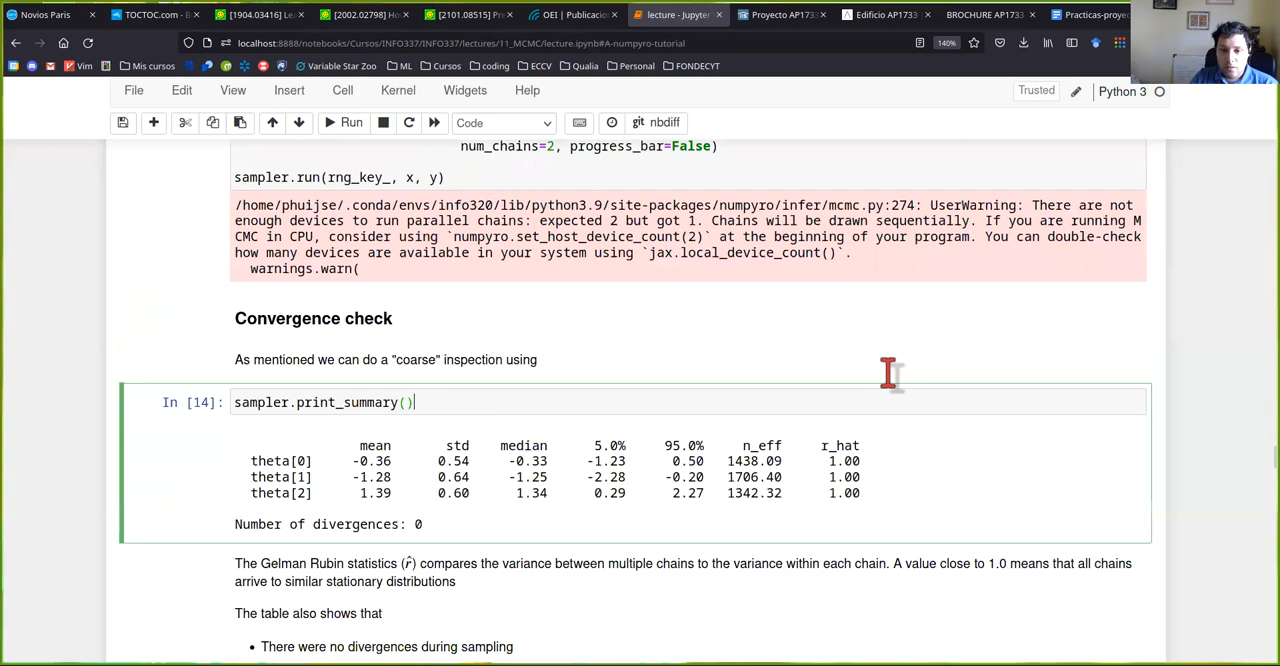 Novios Paris
TOCTOC.com - B
[1904.03416] Le
[2002.02798] Ho
[2101.08515] Pre
OEI | Publicacion
lecture - Jupyter
Proyecto AP1733
Edificio AP1733
BROCHURE AP1733
Practicas-proye
localhost:8888/notebooks/Cursos/INFO337/INFO337/lectures/11_MCMC/lecture.ipynb#A-numpyro-tutorial
140%
Vim
Mis cursos
Variable Star Zoo
ML
Cursos
coding
ECCV
Qualia
Personal
FONDECYT
File Edit View Insert Cell Kernel Widgets Help
Trusted
Python 3
Run
Code
git nbdiff
num_chains=2, progress_bar=False)
sampler.run(rng_key_, x, y)
/home/phuijse/.conda/envs/info320/lib/python3.9/site-packages/numpyro/infer/mcmc.py:274: UserWarning: There are not
enough devices to run parallel chains: expected 2 but got 1. Chains will be drawn sequentially. If you are running M
CMC in CPU, consider using `numpyro.set_host_device_count(2)` at the beginning of your program. You can double-check
how many devices are available in your system using `jax.local_device_count()`.
warnings.warn(
Convergence check
As mentioned we can do a "coarse" inspection using
In [14]: sampler.print_summary()
mean std median 5.0% 95.0% n_eff r_hat
theta[0] -0.36 0.54 -0.33 -1.23 0.50 1438.09 1.00
theta[1] -1.28 0.64 -1.25 -2.28 -0.20 1706.40 1.00
theta[2] 1.39 0.60 1.34 0.29 2.27 1342.32 1.00
Number of divergences: 0
The Gelman Rubin statistics (r̂) compares the variance between multiple chains to the variance within each chain. A value close to 1.0 means that all chains
arrive to similar stationary distributions
The table also shows that
• There were no divergences during sampling